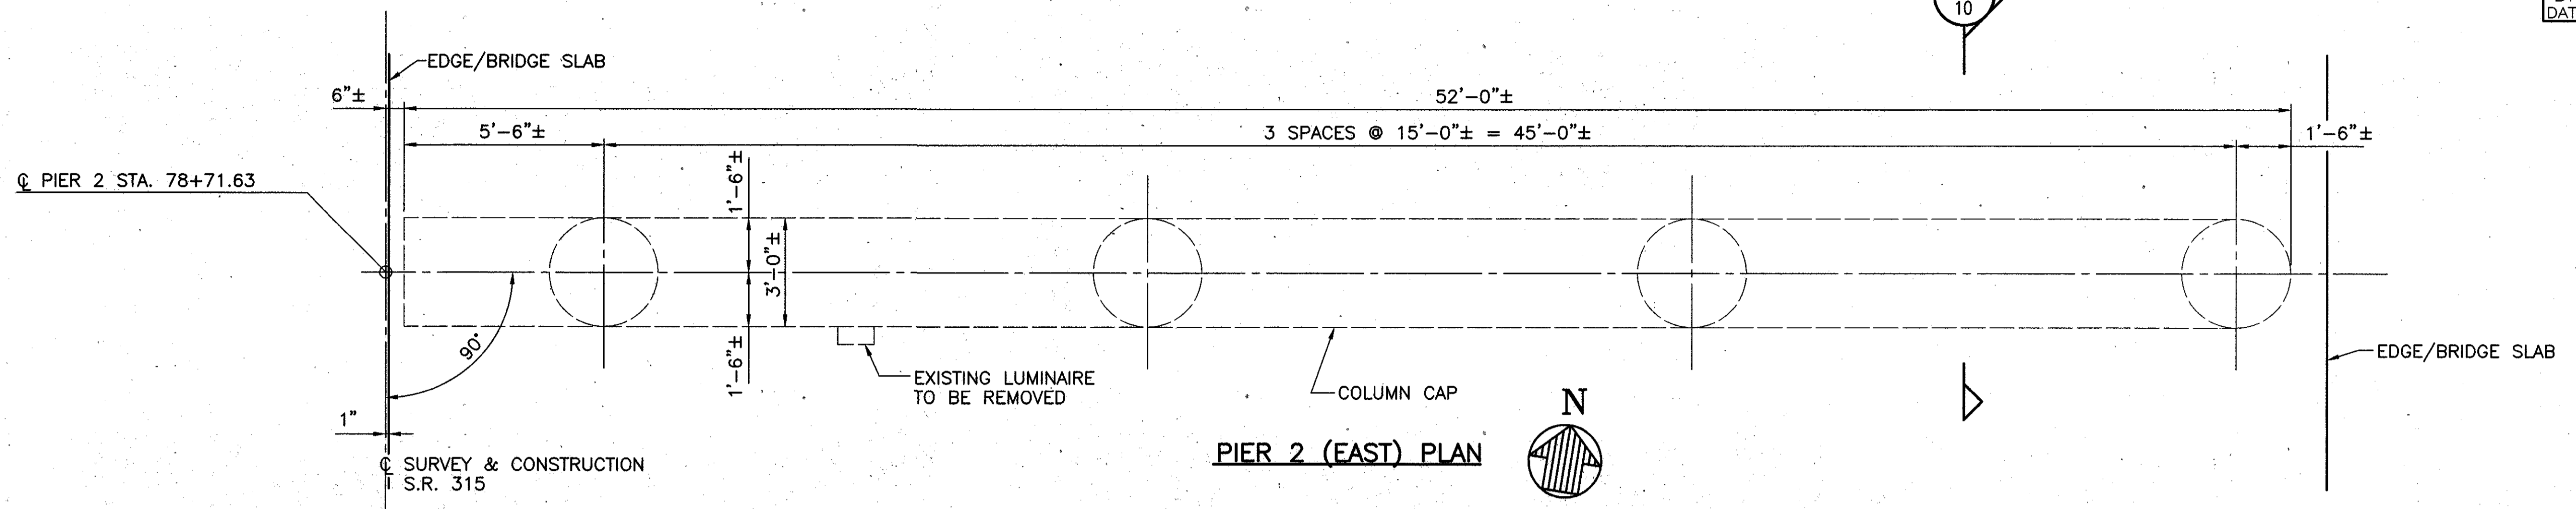 10
DAT
EDGE/BRIDGE SLAB
6"±
52'-0"±
5'-6"±
3 SPACES @ 15'-0"± = 45'-0"±
1'-6"±
1'-6"±
℄ PIER 2 STA. 78+71.63
3'-0"±
90°
1'-6"±
EXISTING LUMINAIRE
TO BE REMOVED
COLUMN CAP
N
EDGE/BRIDGE SLAB
1"
PIER 2 (EAST) PLAN
℄ SURVEY & CONSTRUCTION
S.R. 315